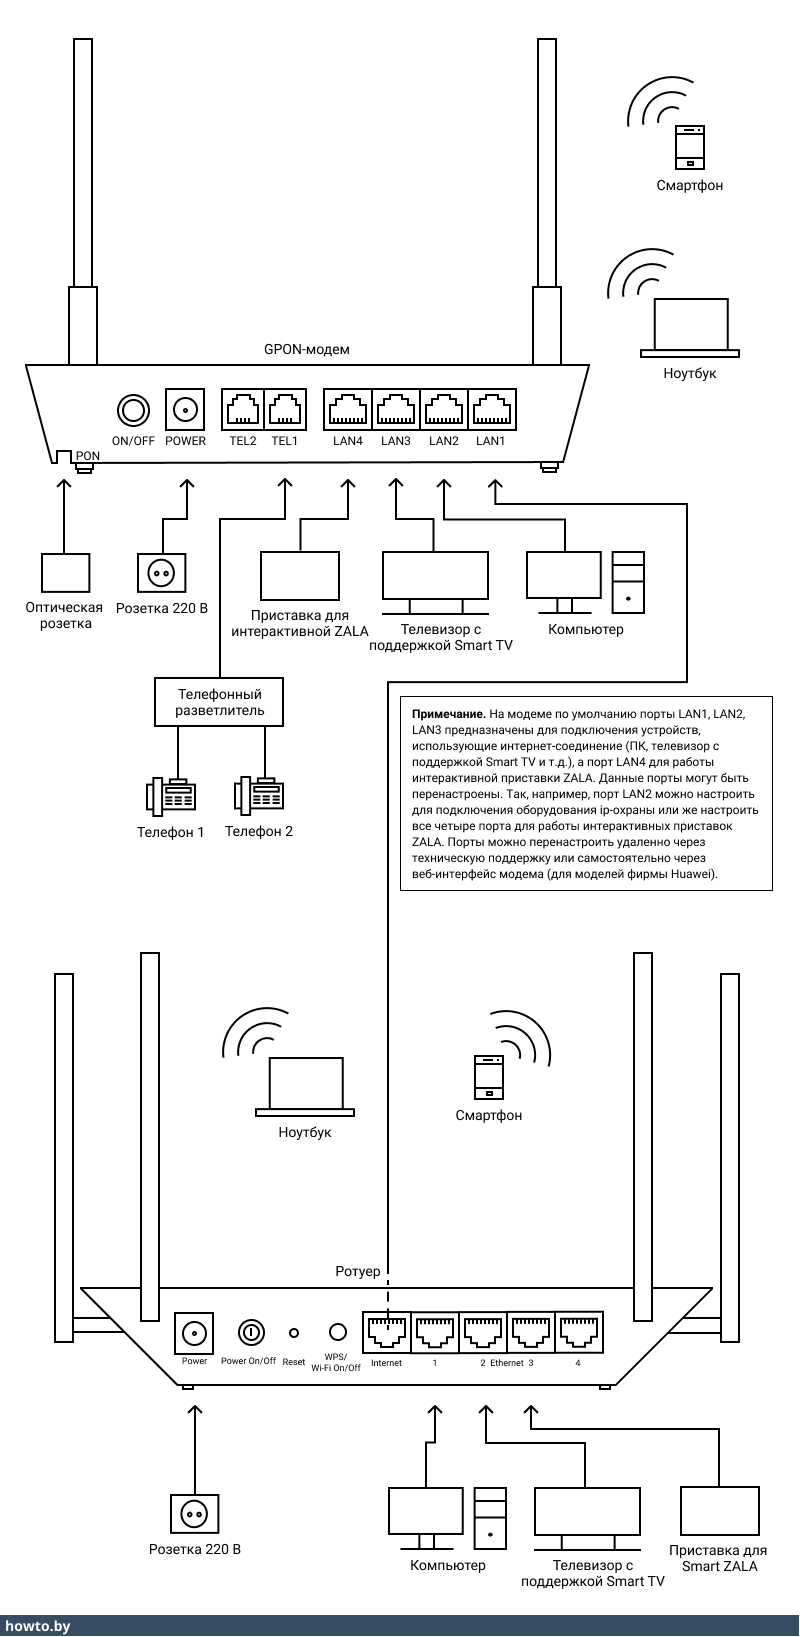 Смартфон
Ноутбук
GPON-модем
ON/OFF
POWER
TEL2
TEL1
LAN4
LAN3
LAN2
LAN1
PON
Оптическая
розетка
Розетка 220 В
Приставка для
интерактивной ZALA
Телевизор с
поддержкой Smart TV
Компьютер
Телефонный
разветлитель
Телефон 1
Телефон 2
Примечание. На модеме по умолчанию порты LAN1, LAN2,
LAN3 предназначены для подключения устройств,
использующие интернет-соединение (ПК, телевизор с
поддержкой Smart TV и т.д.), а порт LAN4 для работы
интерактивной приставки ZALA. Данные порты могут быть
перенастроены. Так, например, порт LAN2 можно настроить
для подключения оборудования ip-охраны или же настроить
все четыре порта для работы интерактивных приставок
ZALA. Порты можно перенастроить удаленно через
техническую поддержку или самостоятельно через
веб-интерфейс модема (для моделей фирмы Huawei).
Ноутбук
Смартфон
Ротуер
Power
Power On/Off
Reset
WPS/
Wi-Fi On/Off
Internet
1
2
Ethernet
3
4
Розетка 220 В
Компьютер
Телевизор с
поддержкой Smart TV
Приставка для
Smart ZALA
howto.by